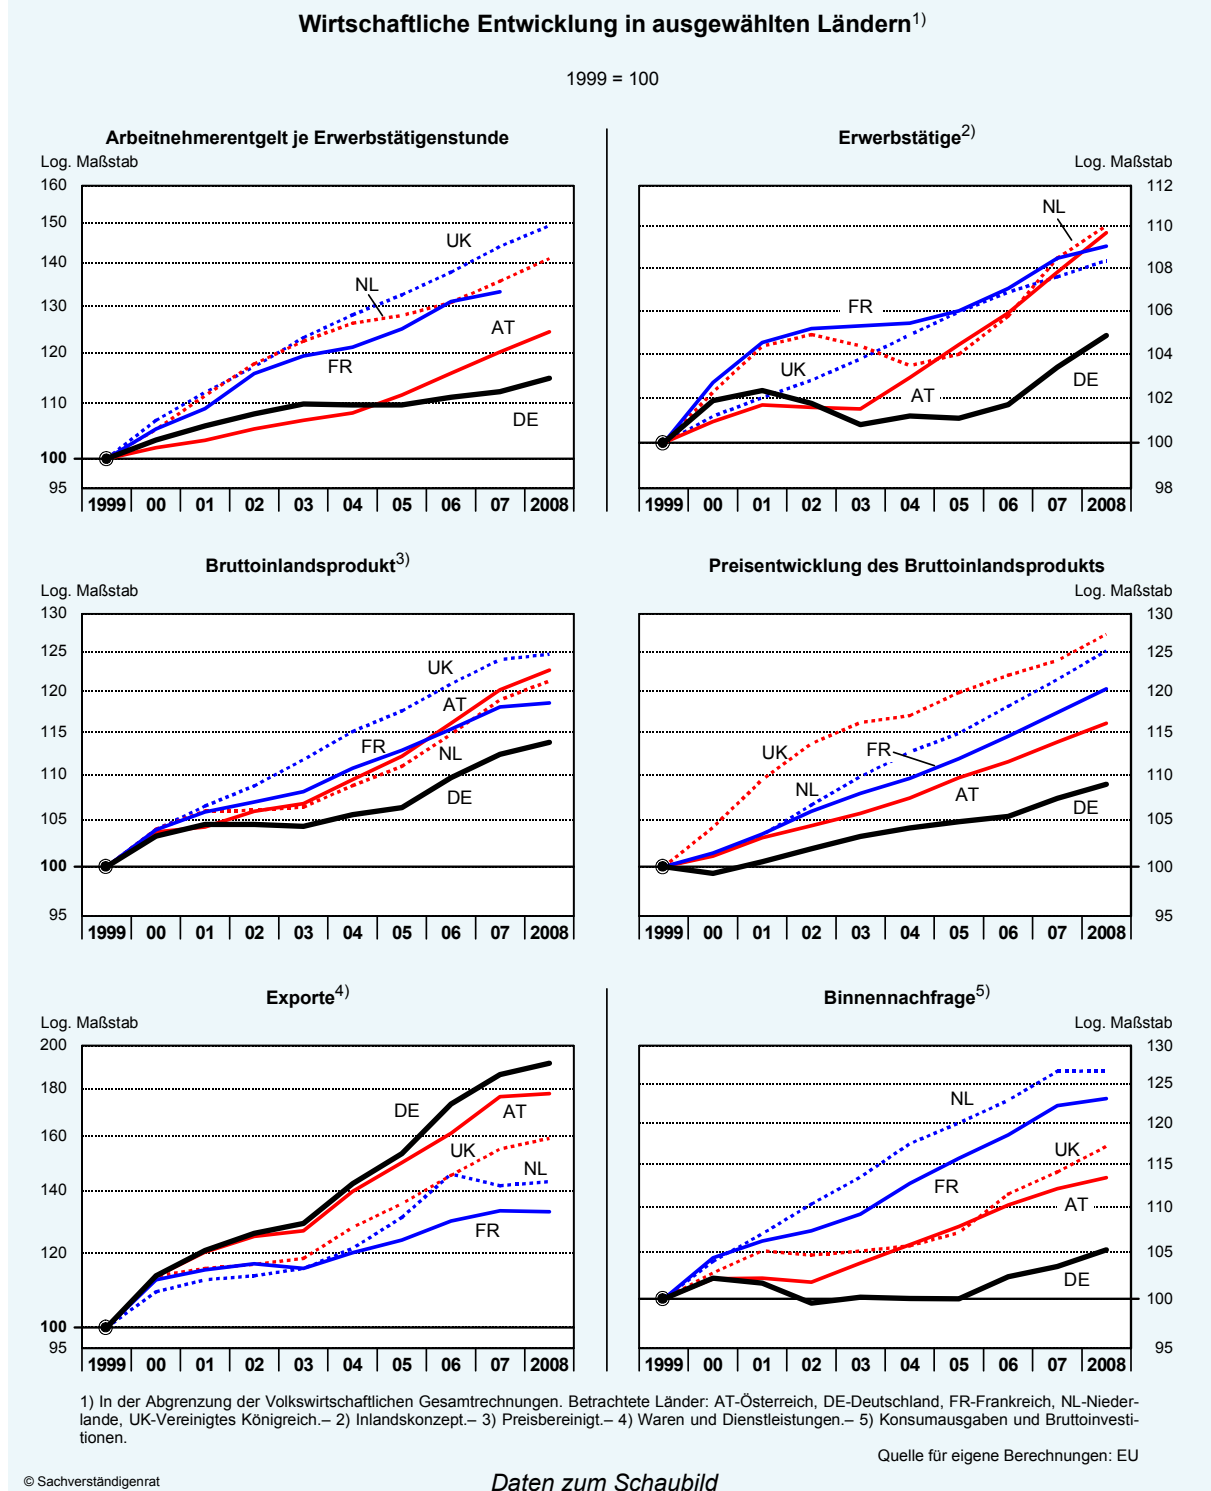 Wirtschaftliche Entwicklung in ausgewählten Ländern1)
1999 = 100
Arbeitnehmerentgelt je Erwerbstätigenstunde
Log. Maßstab
160
150
140
130
120
110
100
95
UK
NL
AT
FR
DE
1999 00 01 02 03 04 05 06 07 2008
Erwerbstätige2)
Log. Maßstab
112
110
108
106
104
102
100
98
NL
FR
UK
AT
DE
1999 00 01 02 03 04 05 06 07 2008
Bruttoinlandsprodukt3)
Log. Maßstab
130
125
120
115
110
105
100
95
UK
AT
FR
NL
DE
1999 00 01 02 03 04 05 06 07 2008
Preisentwicklung des Bruttoinlandsprodukts
Log. Maßstab
130
125
120
115
110
105
100
95
UK
FR
NL
AT
DE
1999 00 01 02 03 04 05 06 07 2008
Exporte4)
Log. Maßstab
200
180
160
140
120
100
95
DE
AT
UK
NL
FR
1999 00 01 02 03 04 05 06 07 2008
Binnennachfrage5)
Log. Maßstab
130
125
120
115
110
105
100
95
NL
UK
FR
AT
DE
1999 00 01 02 03 04 05 06 07 2008
1) In der Abgrenzung der Volkswirtschaftlichen Gesamtrechnungen. Betrachtete Länder: AT-Österreich, DE-Deutschland, FR-Frankreich, NL-Nieder-
lande, UK-Vereinigtes Königreich.– 2) Inlandskonzept.– 3) Preisbereinigt.– 4) Waren und Dienstleistungen.– 5) Konsumausgaben und Bruttoinvesti-
tionen.
Quelle für eigene Berechnungen: EU
© Sachverständigenrat
Daten zum Schaubild